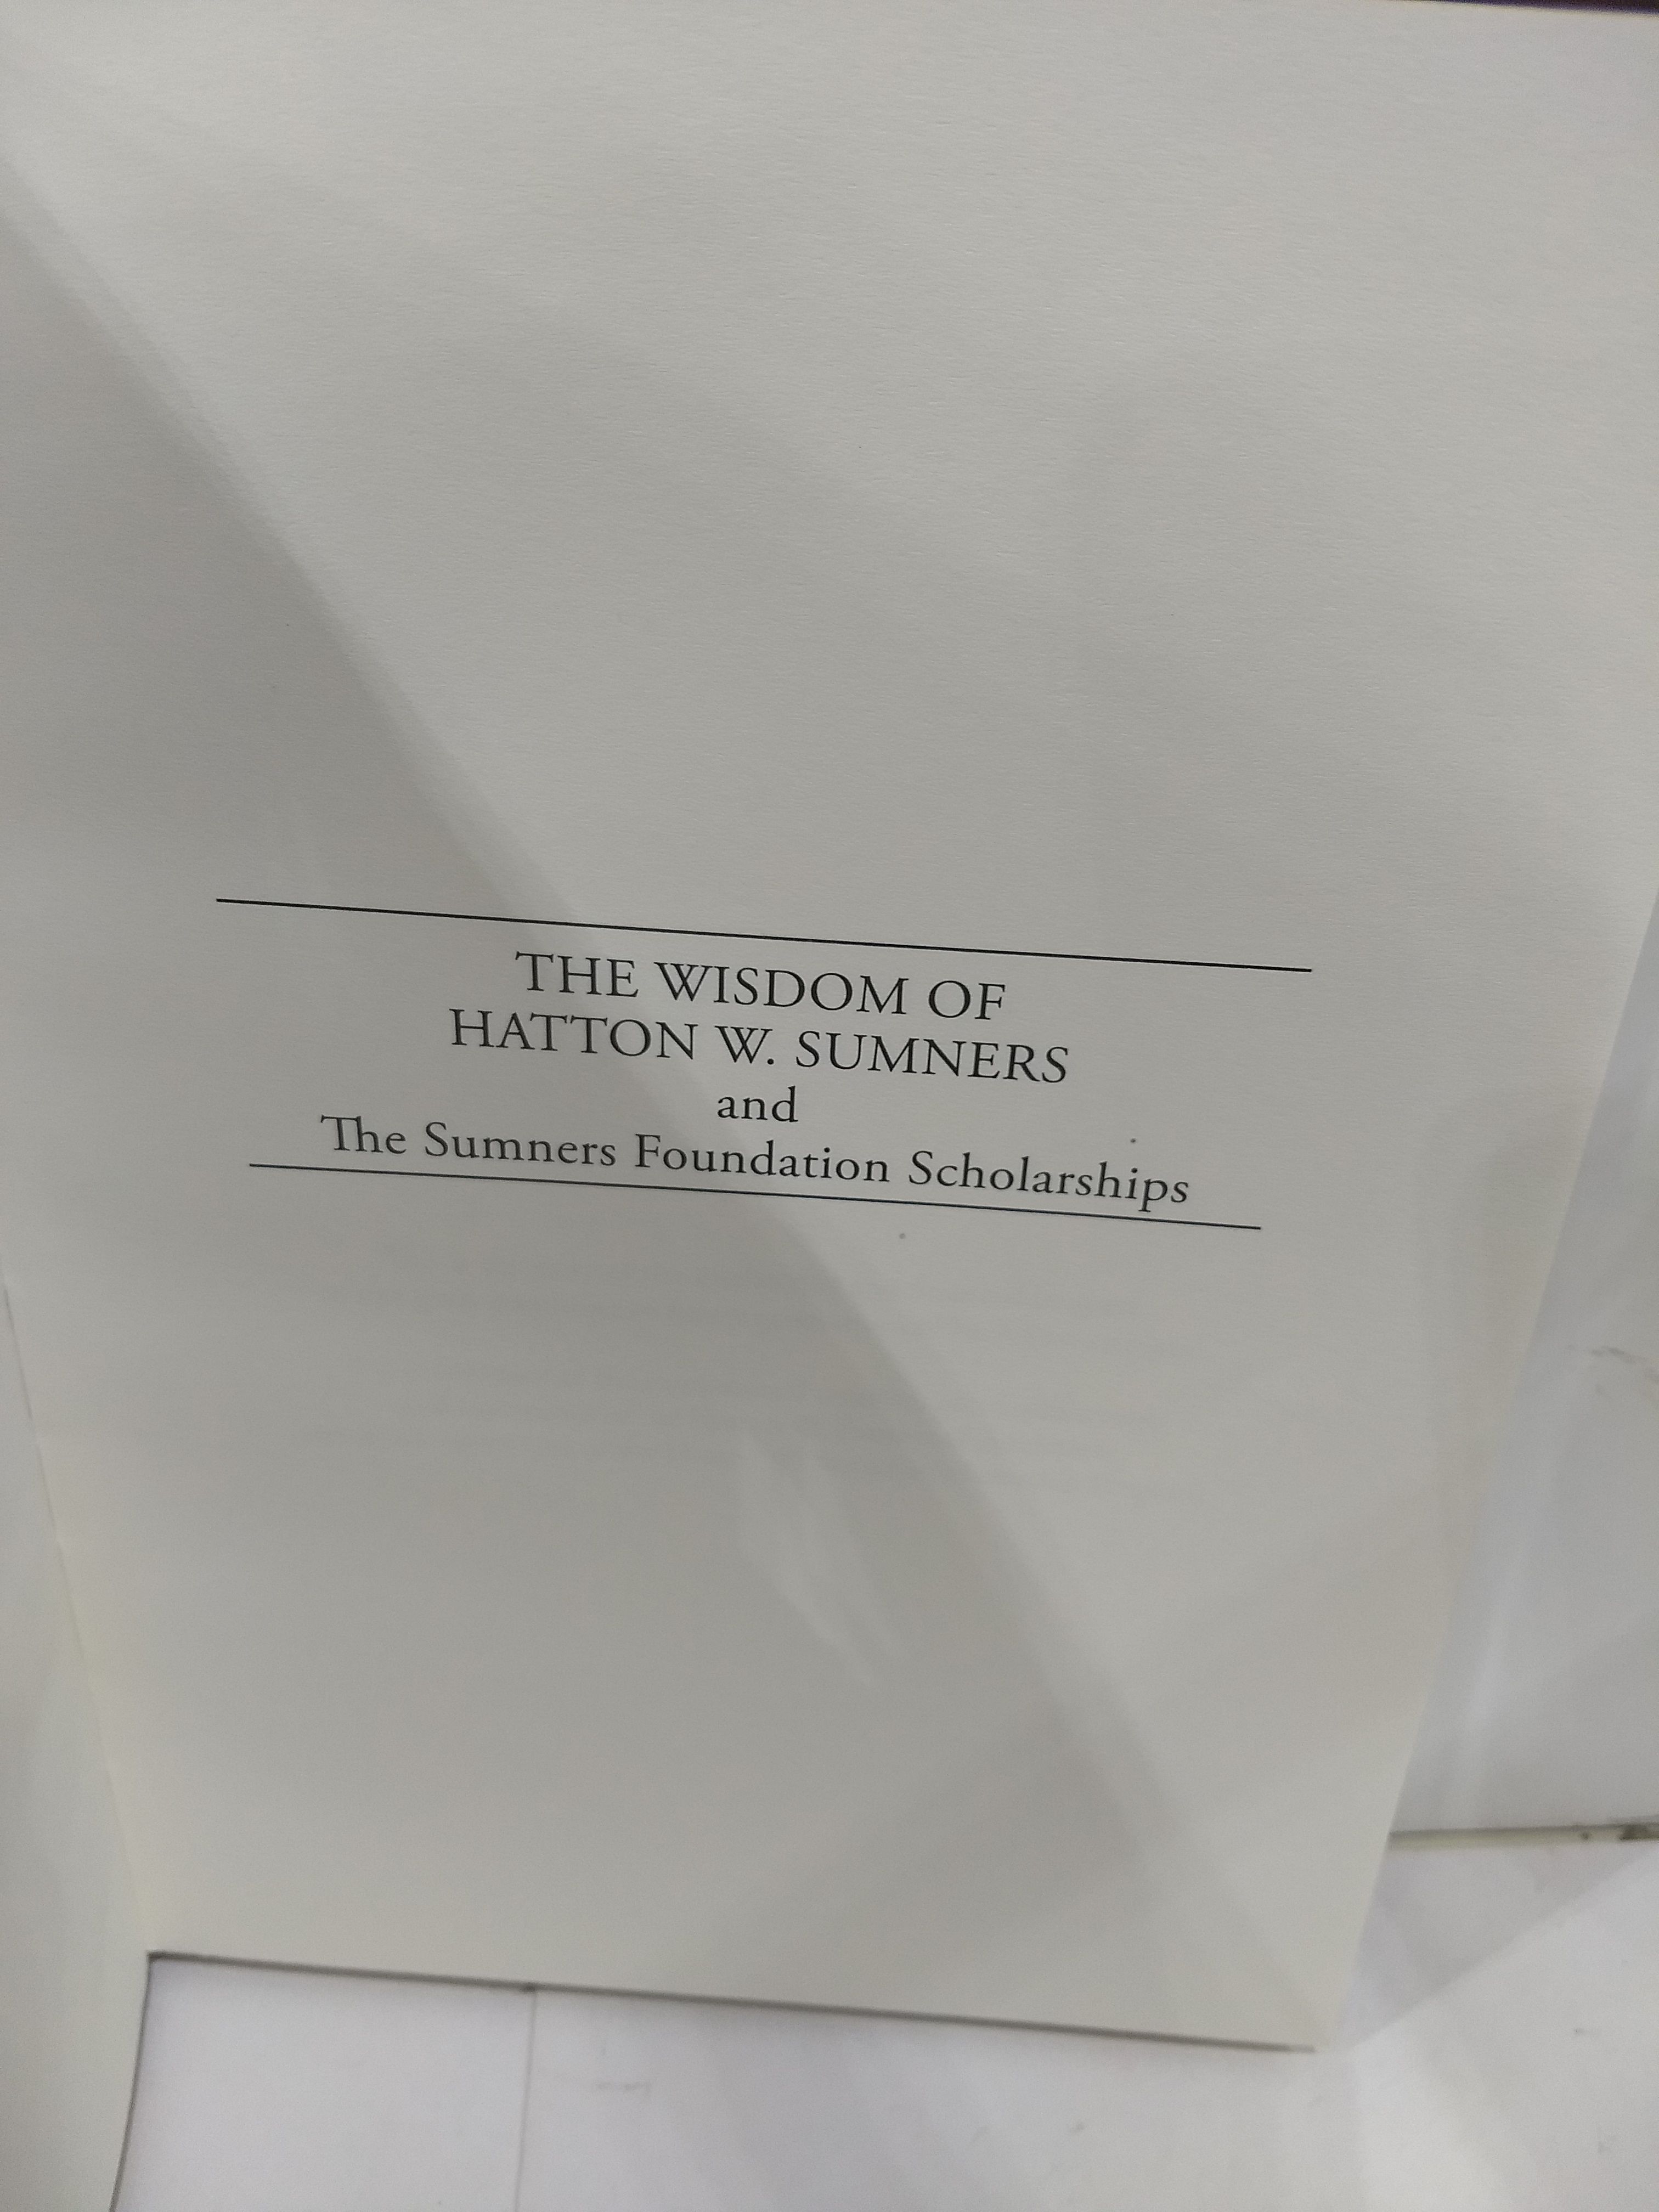 THE WISDOM OF
HATTON W. SUMNERS
and
The Sumners Foundation Scholarships